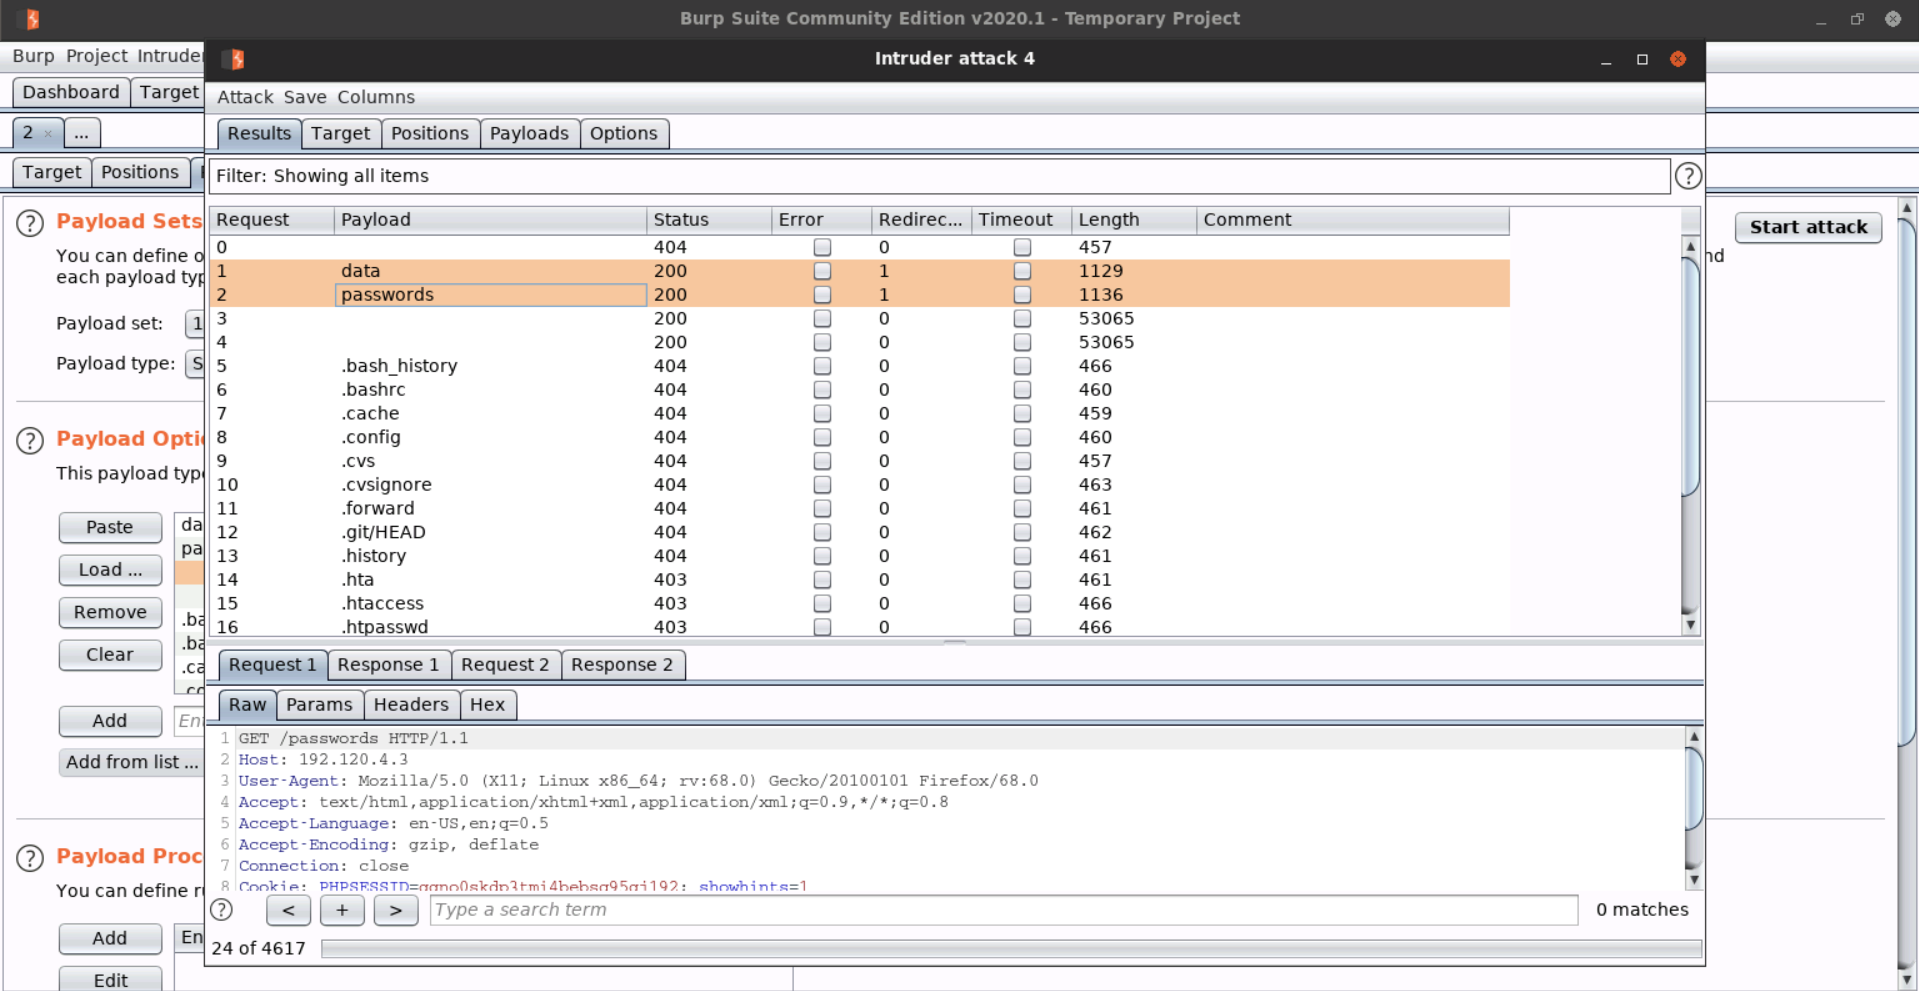 Burp Suite Community Edition v2020.1 - Temporary Project
Burp Project Intruder
Intruder attack 4
Dashboard Target
Attack Save Columns
2 × ...
Results Target Positions Payloads Options
Target Positions
Filter: Showing all items ?
? Payload Sets
Start attack
You can define o
nd
each payload typ
Payload set: 1
Payload type: S
Request Payload Status Error Redirec... Timeout Length Comment
0 404 0 457
1 data 200 1 1129
2 passwords 200 1 1136
3 200 0 53065
4 200 0 53065
5 .bash_history 404 0 466
6 .bashrc 404 0 460
7 .cache 404 0 459
8 .config 404 0 460
9 .cvs 404 0 457
10 .cvsignore 404 0 463
11 .forward 404 0 461
12 .git/HEAD 404 0 462
13 .history 404 0 461
14 .hta 403 0 461
15 .htaccess 403 0 466
16 .htpasswd 403 0 466
? Payload Opti
This payload type
Paste
da
pa
Load ...
Remove
.ba
.ba
Clear
.ca
.co
Add
En
Add from list ...
Request 1 Response 1 Request 2 Response 2
Raw Params Headers Hex
1 GET /passwords HTTP/1.1
2 Host: 192.120.4.3
3 User-Agent: Mozilla/5.0 (X11; Linux x86_64; rv:68.0) Gecko/20100101 Firefox/68.0
4 Accept: text/html,application/xhtml+xml,application/xml;q=0.9,*/*;q=0.8
5 Accept-Language: en-US,en;q=0.5
6 Accept-Encoding: gzip, deflate
7 Connection: close
8 Cookie: showhints=1
? Payload Proc
You can define ru
Add En
Edit
? < + > Type a search term 0 matches
24 of 4617